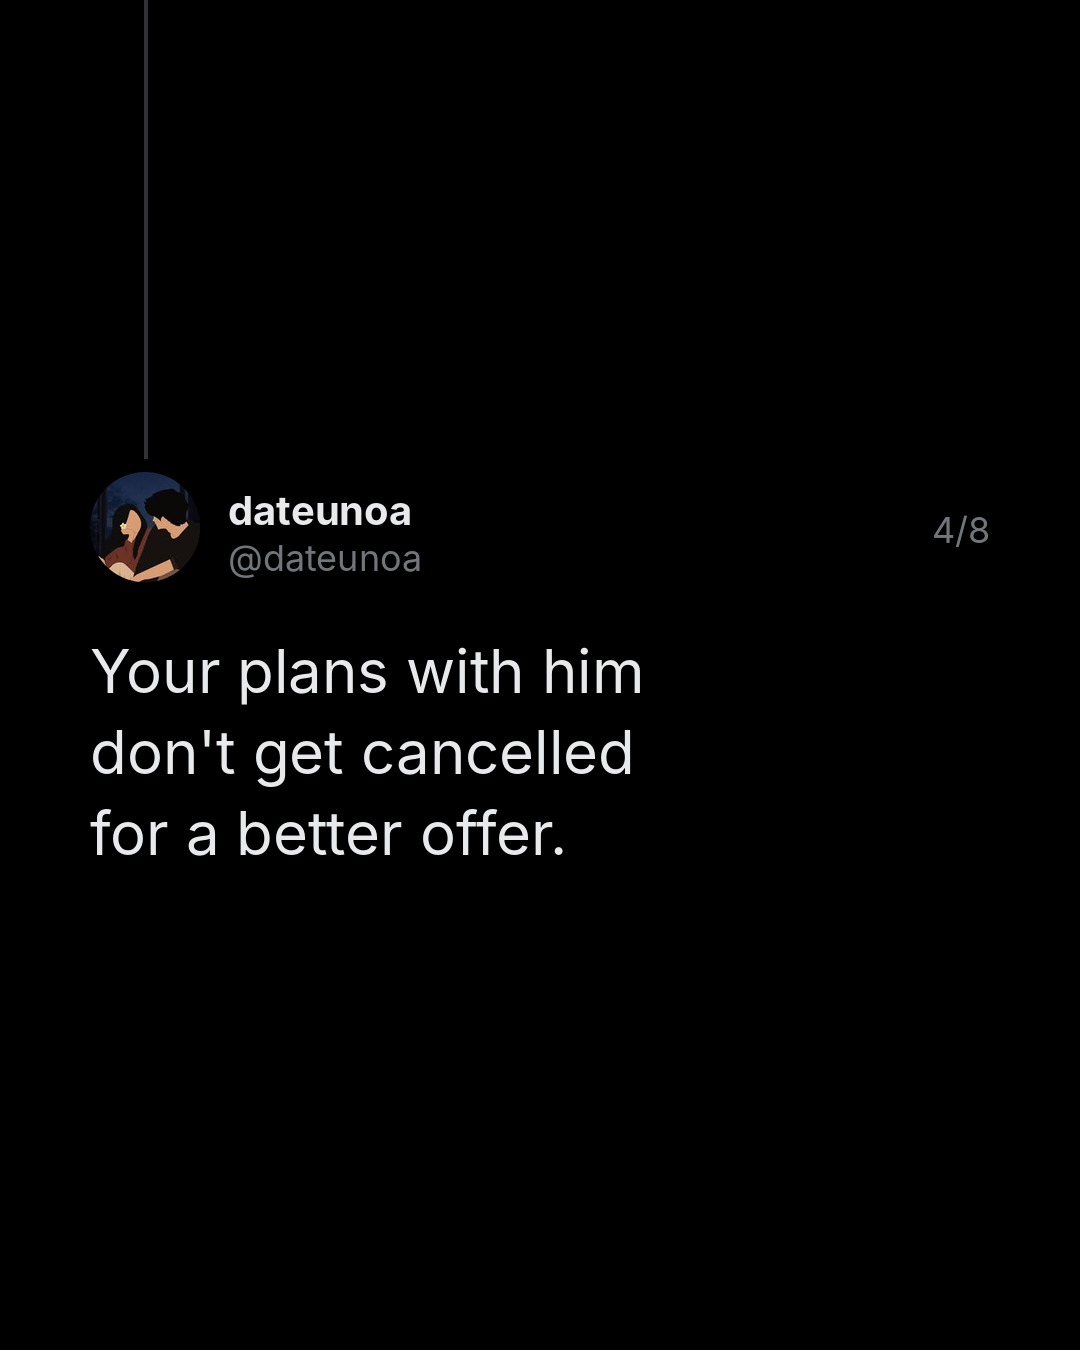 dateunoa
@dateunoa
4/8
Your plans with him
don't get cancelled
for a better offer.